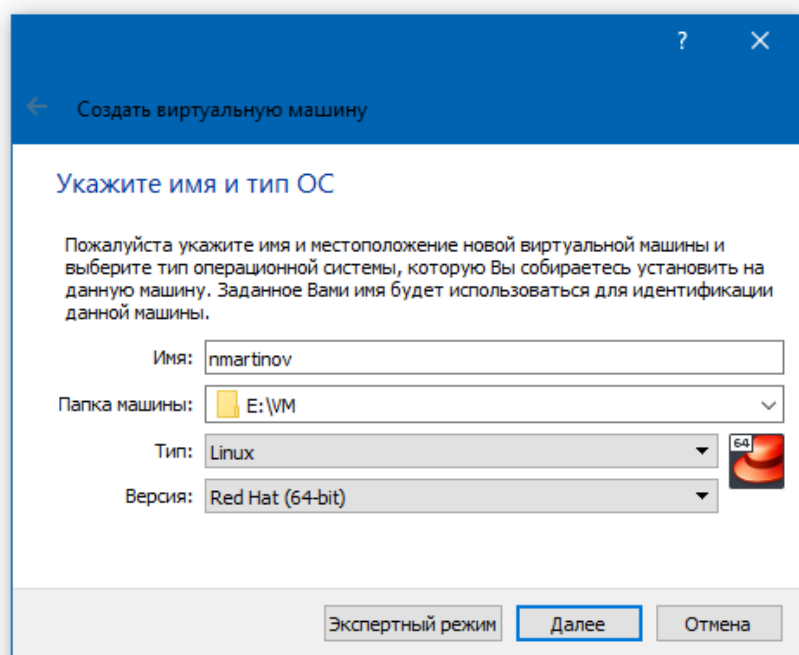 ?
Создать виртуальную машину
Укажите имя и тип ОС
Пожалуйста укажите имя и местоположение новой виртуальной машины и
выберите тип операционной системы, которую Вы собираетесь установить на
данную машину. Заданное Вами имя будет использоваться для идентификации
данной машины.
Имя: nmartinov
Папка машины: E:\VM
Тип: Linux
64
Версия: Red Hat (64-bit)
Экспертный режим Далее Отмена